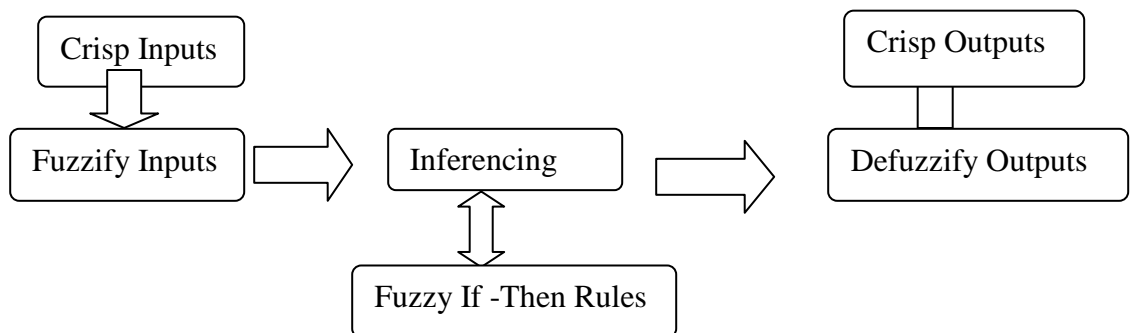 Crisp Inputs
Crisp Outputs
Fuzzify Inputs
Inferencing
Defuzzify Outputs
Fuzzy If -Then Rules